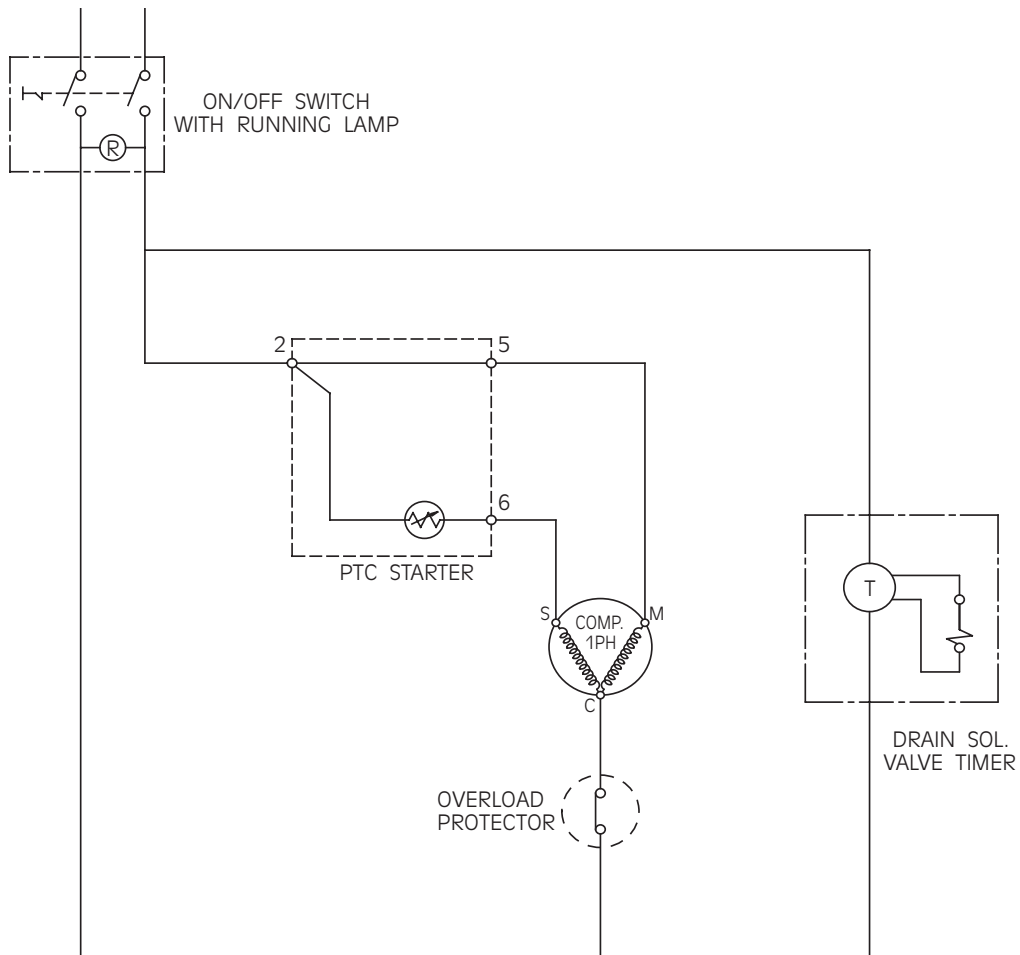 ON/OFF SWITCH
WITH RUNNING LAMP
R
2
5
6
PTC STARTER
S
M
COMP.
1PH
C
T
DRAIN SOL.
VALVE TIMER
OVERLOAD
PROTECTOR